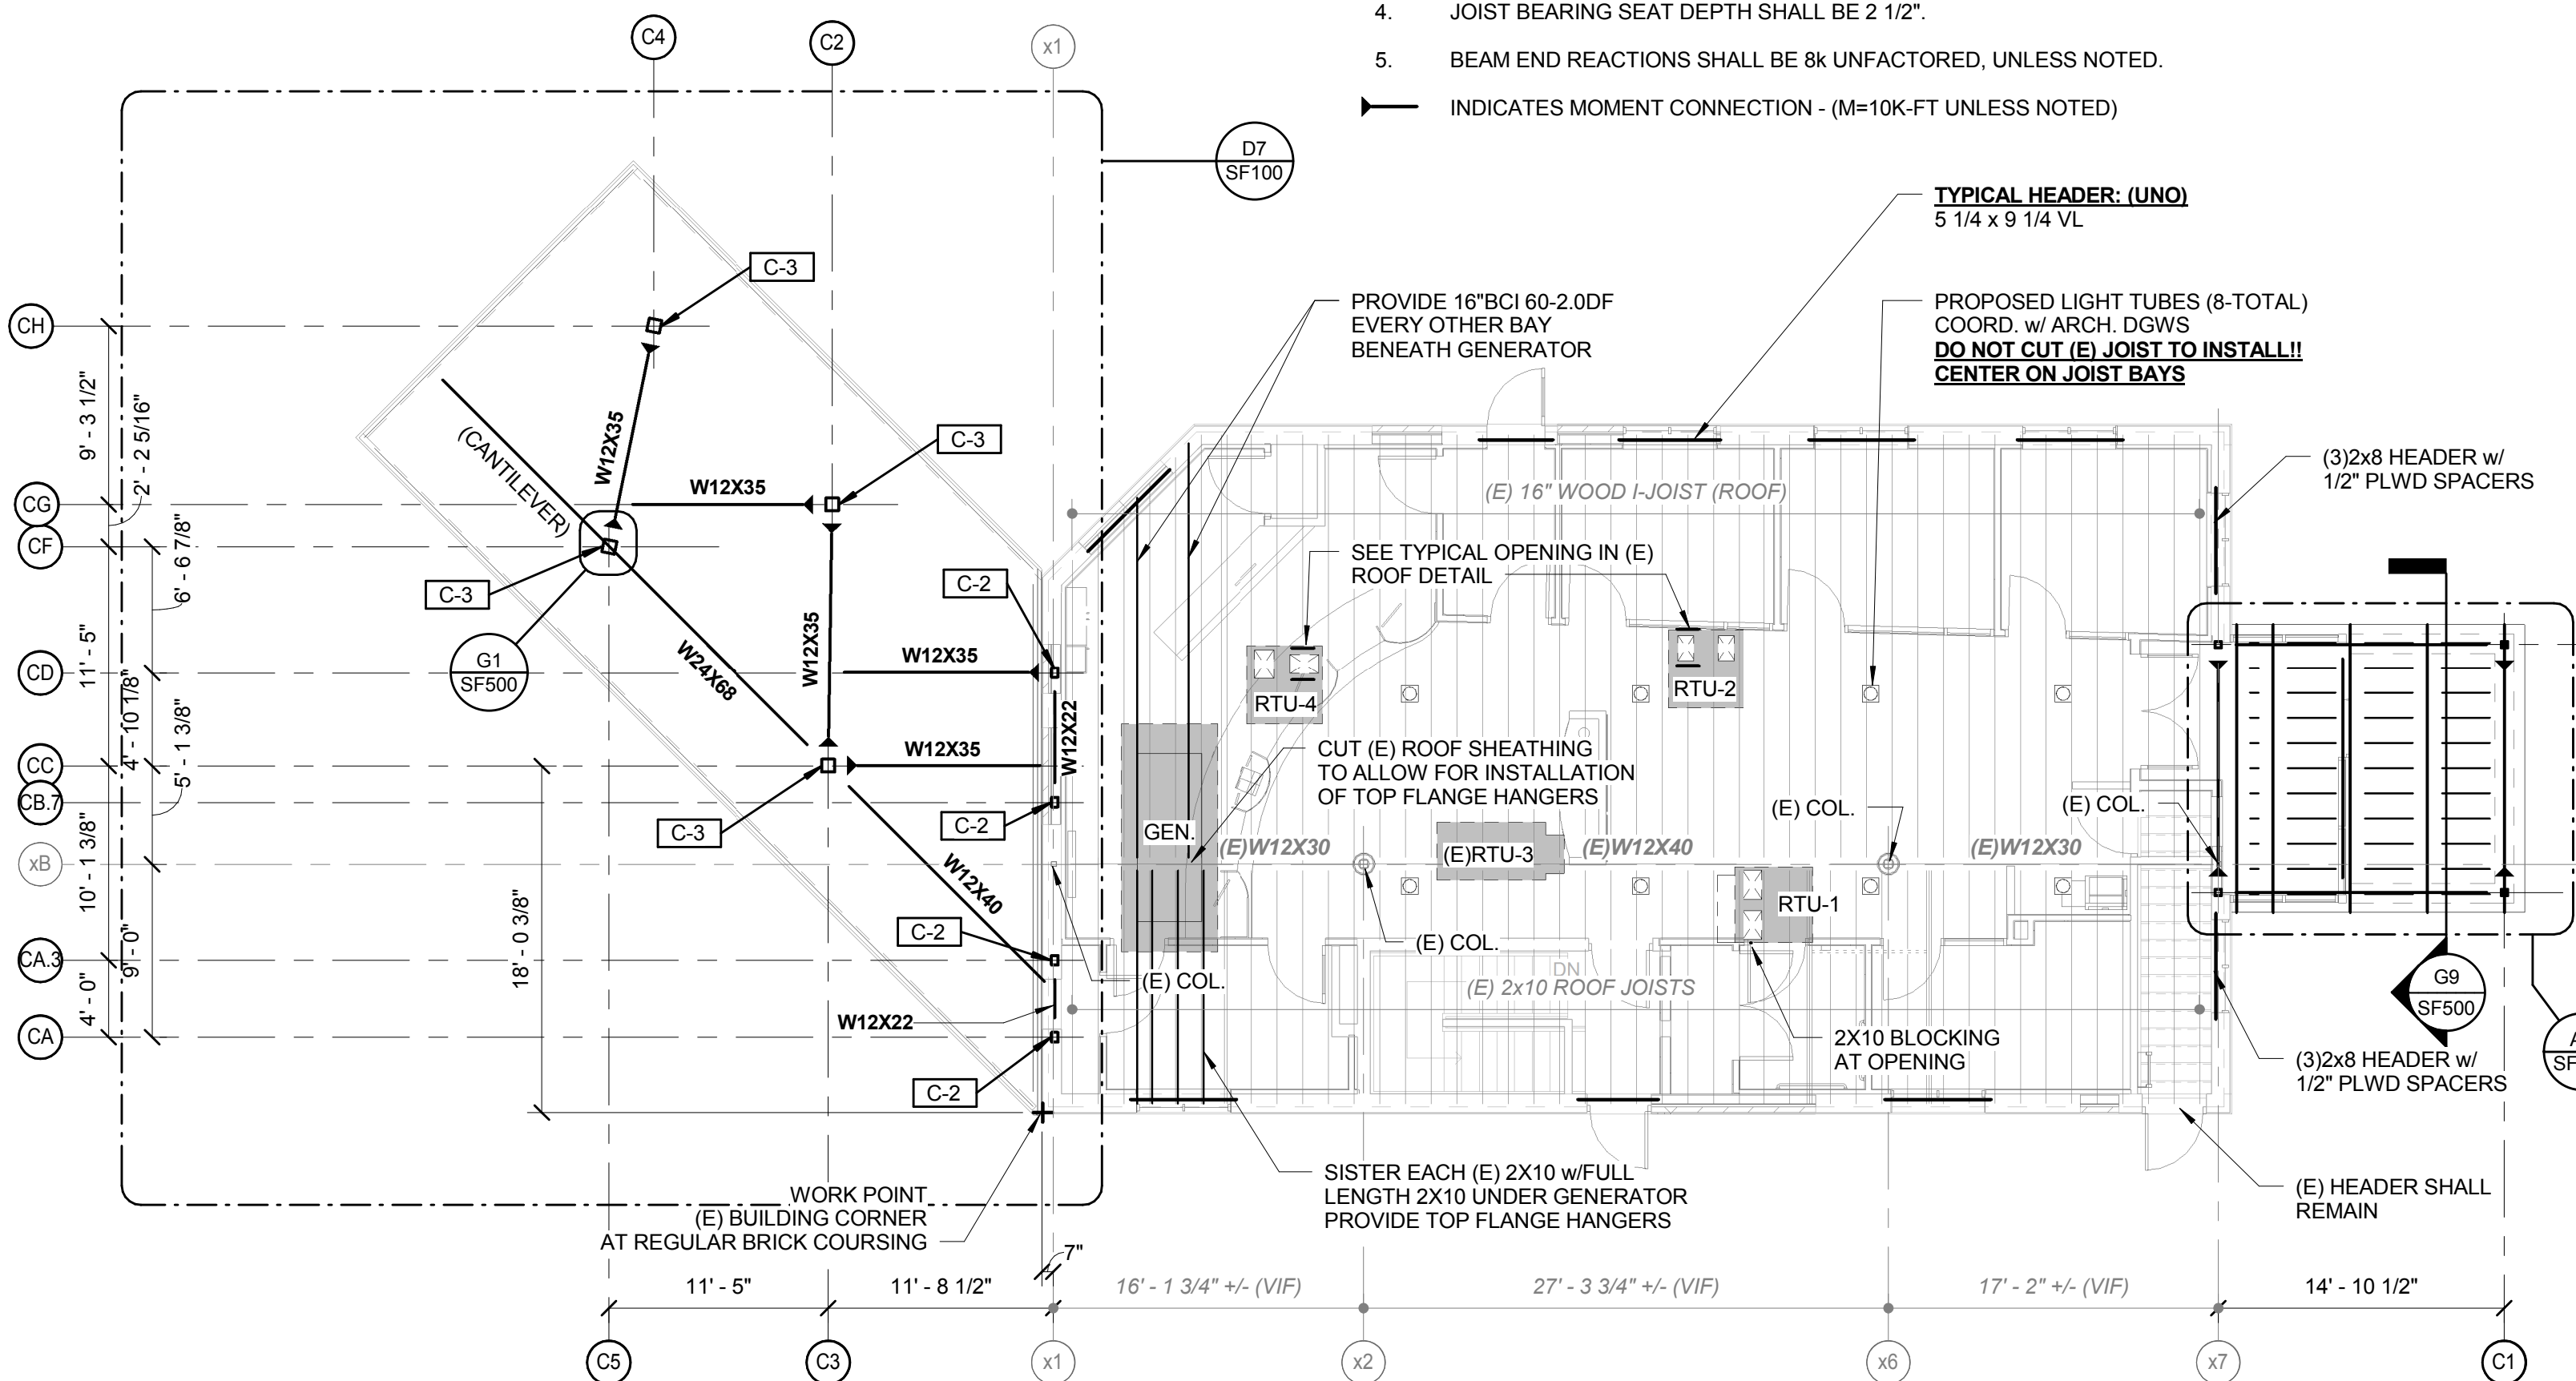 4. JOIST BEARING SEAT DEPTH SHALL BE 2 1/2".
5. BEAM END REACTIONS SHALL BE 8k UNFACTORED, UNLESS NOTED.
INDICATES MOMENT CONNECTION - (M=10K-FT UNLESS NOTED)
C4
C2
x1
D7
SF100
TYPICAL HEADER: (UNO)
5 1/4 x 9 1/4 VL
C-3
PROVIDE 16"BCI 60-2.0DF
EVERY OTHER BAY
BENEATH GENERATOR
PROPOSED LIGHT TUBES (8-TOTAL)
COORD. w/ ARCH. DGWS
DO NOT CUT (E) JOIST TO INSTALL!!
CENTER ON JOIST BAYS
CH
9' - 3 1/2"
2' - 2 5/16"
W12X35
(CANTILEVER)
C-3
(3)2x8 HEADER w/
1/2" PLWD SPACERS
CG
W12X35
(E) 16" WOOD I-JOIST (ROOF)
CF
6' - 6 7/8"
C-3
G1
SF500
SEE TYPICAL OPENING IN (E)
ROOF DETAIL
C-2
W12X35
W24X68
CD
11' - 5"
W12X35
RTU-4
RTU-2
W12X22
4' - 10 1/8"
5' - 1 3/8"
CC
W12X35
CUT (E) ROOF SHEATHING
TO ALLOW FOR INSTALLATION
OF TOP FLANGE HANGERS
CB.7
C-3
C-2
GEN.
(E) COL.
(E) COL.
xB
10' - 1 3/8"
(E)W12X30
(E)RTU-3
(E)W12X40
(E)W12X30
W12X40
RTU-1
18' - 0 3/8"
9' - 0"
C-2
(E) COL.
CA.3
(E) COL.
DN
(E) 2x10 ROOF JOISTS
G9
SF500
4' - 0"
W12X22
CA
2X10 BLOCKING
AT OPENING
A
SF
(3)2x8 HEADER w/
1/2" PLWD SPACERS
C-2
WORK POINT
(E) BUILDING CORNER
AT REGULAR BRICK COURSING
SISTER EACH (E) 2X10 w/FULL
LENGTH 2X10 UNDER GENERATOR
PROVIDE TOP FLANGE HANGERS
(E) HEADER SHALL
REMAIN
7"
11' - 5"
11' - 8 1/2"
16' - 1 3/4" +/- (VIF)
27' - 3 3/4" +/- (VIF)
17' - 2" +/- (VIF)
14' - 10 1/2"
C5
C3
x1
x2
x6
x7
C1